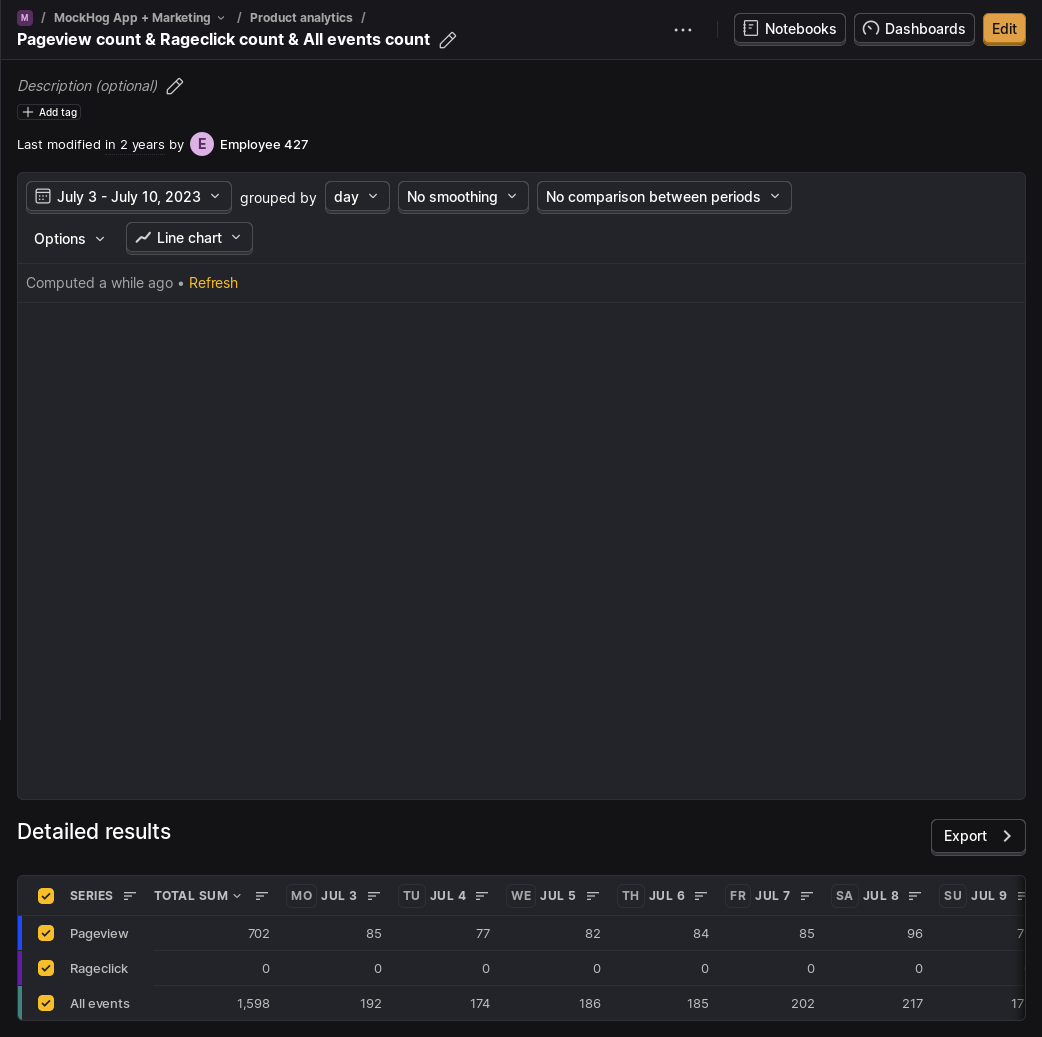 M / MockHog App + Marketing / Product analytics /
Pageview count & Rageclick count & All events count
Notebooks Dashboards Edit
Description (optional)
Add tag
Last modified in 2 years by E Employee 427
July 3 - July 10, 2023 grouped by day No smoothing No comparison between periods
Options Line chart
Computed a while ago • Refresh
Detailed results
Export
SERIES TOTAL SUM MO JUL 3 TU JUL 4 WE JUL 5 TH JUL 6 FR JUL 7 SA JUL 8 SU JUL 9
Pageview 702 85 77 82 84 85 96
Rageclick 0 0 0 0 0 0 0
All events 1,598 192 174 186 185 202 217